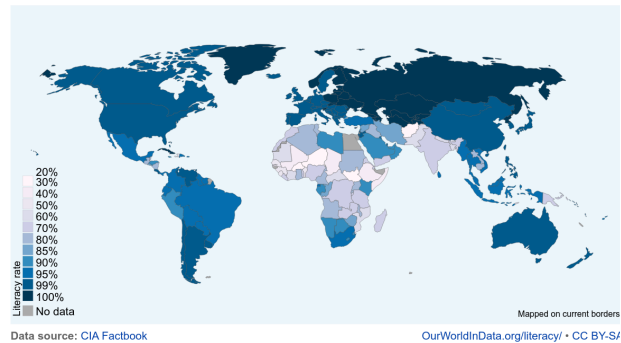 20%
30%
40%
50%
60%
70%
80%
85%
90%
95%
99%
100%
No data
Literacy rate
Mapped on current borders
Data source: CIA Factbook
OurWorldInData.org/literacy/ • CC BY-SA